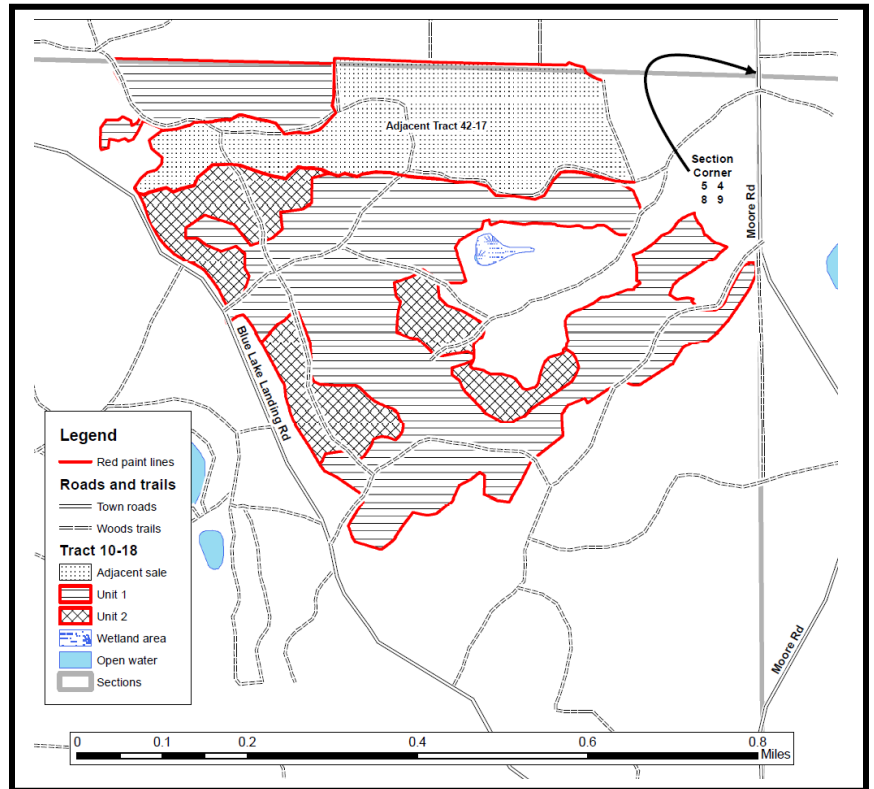 Adjacent Tract 42-17
Section
Corner
5 4
8 9
Moore Rd
Blue Lake Landing Rd
Legend
Red paint lines
Roads and trails
Town roads
Woods trails
Tract 10-18
Adjacent sale
Unit 1
Unit 2
Wetland area
Open water
Sections
Moore Rd
0 0.1 0.2 0.4 0.6 0.8
Miles